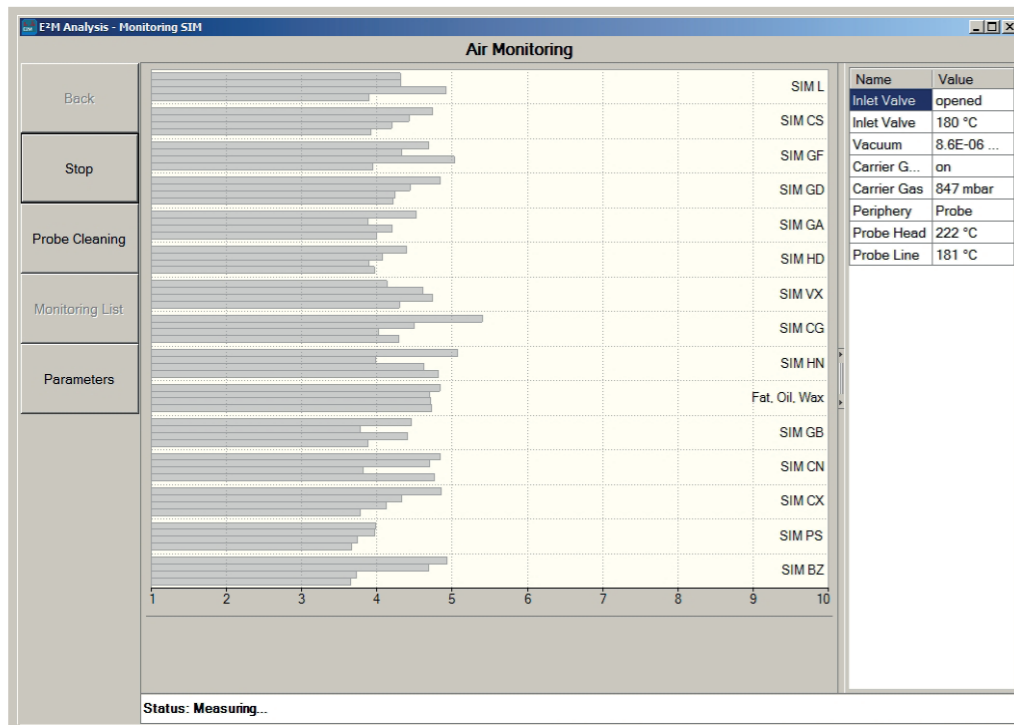 E²M Analysis - Monitoring SIM
Air Monitoring
Back
Stop
Probe Cleaning
Monitoring List
Parameters
SIM L
SIM CS
SIM GF
SIM GD
SIM GA
SIM HD
SIM VX
SIM CG
SIM HN
Fat, Oil, Wax
SIM GB
SIM CN
SIM CX
SIM PS
SIM BZ
1 2 3 4 5 6 7 8 9 10
Name Value
Inlet Valve opened
Inlet Valve 180 °C
Vacuum 8.6E-06 ...
Carrier G... on
Carrier Gas 847 mbar
Periphery Probe
Probe Head 222 °C
Probe Line 181 °C
Status: Measuring...